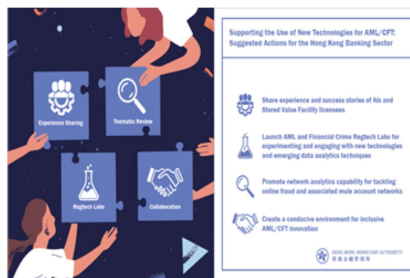 Experience Sharing
Thematic Review
Regtech Labs
Collaboration
Supporting the Use of New Technologies for AML/CFT:
Suggested Actions for the Hong Kong Banking Sector
Share experience and success stories of AIs and
Stored Value Facility licensees
Launch AML and Financial Crime Regtech Labs for
experimenting and engaging with new technologies
and emerging data analytics techniques
Promote network analytics capability for tackling
online fraud and associated mule account networks
Create a conducive environment for inclusive
AML/CFT innovation
HONG KONG MONETARY AUTHORITY
香港金融管理局